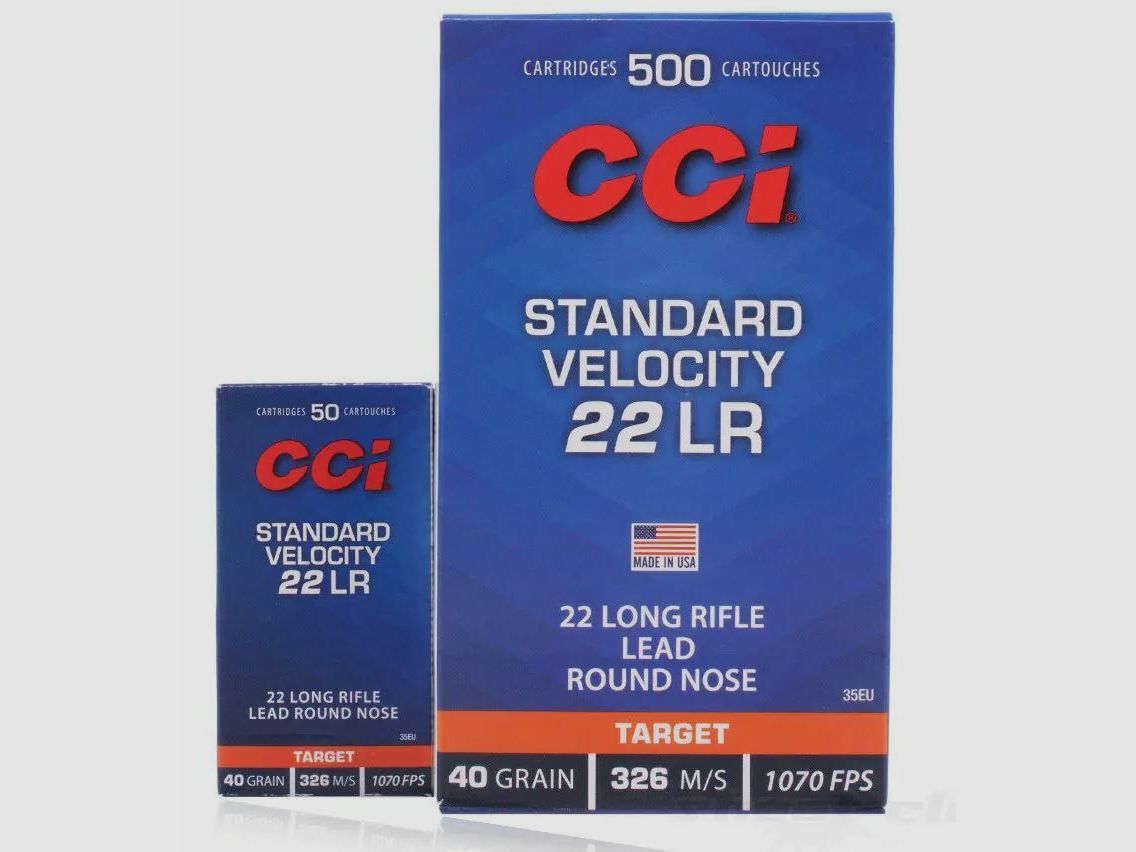 CARTRIDGES 50 CARTOUCHES
CCI
STANDARD
VELOCITY
22 LR
22 LONG RIFLE
LEAD ROUND NOSE
35EU
TARGET
40 GRAIN 326 M/S 1070 FPS
CARTRIDGES 500 CARTOUCHES
CCI®
STANDARD
VELOCITY
22 LR
MADE IN USA
22 LONG RIFLE
LEAD
ROUND NOSE
35EU
TARGET
40 GRAIN 326 M/S 1070 FPS